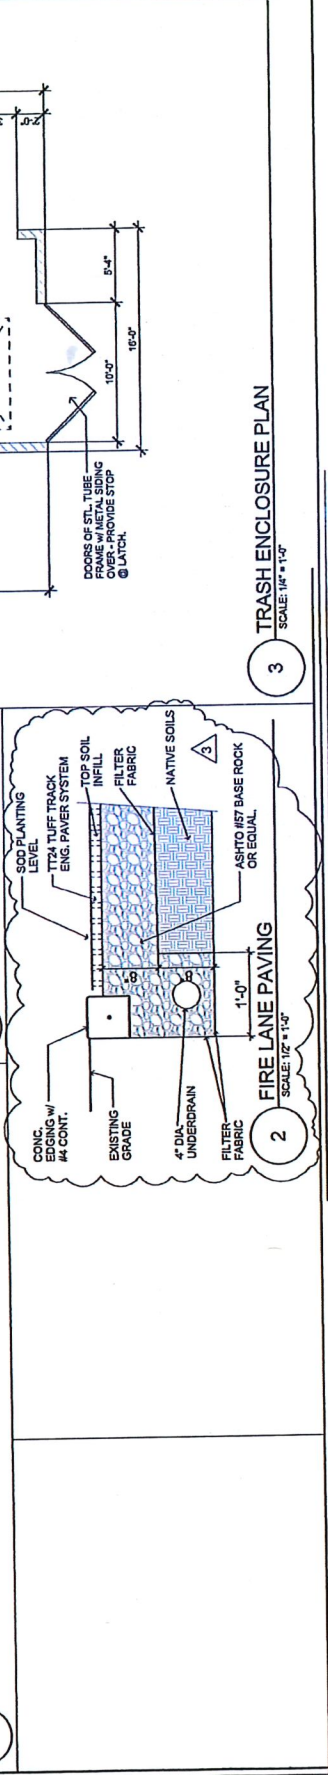 SOD PLANTING
LEVEL
TT24 TUFF TRACK
ENG. PAVER SYSTEM
TOP SOIL
INFILL
FILTER
FABRIC
NATIVE SOILS
3
ASHTO #57 BASE ROCK
OR EQUAL.
CONC.
EDGING w/
#4 CONT.
EXISTING
GRADE
4" DIA.
UNDERDRAIN
FILTER
FABRIC
8"
8"
1'-0"
2
FIRE LANE PAVING
SCALE: 1/2" = 1'-0"
DOORS OF STL. TUBE
FRAME w/ METAL SIDING
OVER - PROVIDE STOP
@ LATCH.
10'-0"
5'-4"
16'-0"
3
TRASH ENCLOSURE PLAN
SCALE: 1/4" = 1'-0"